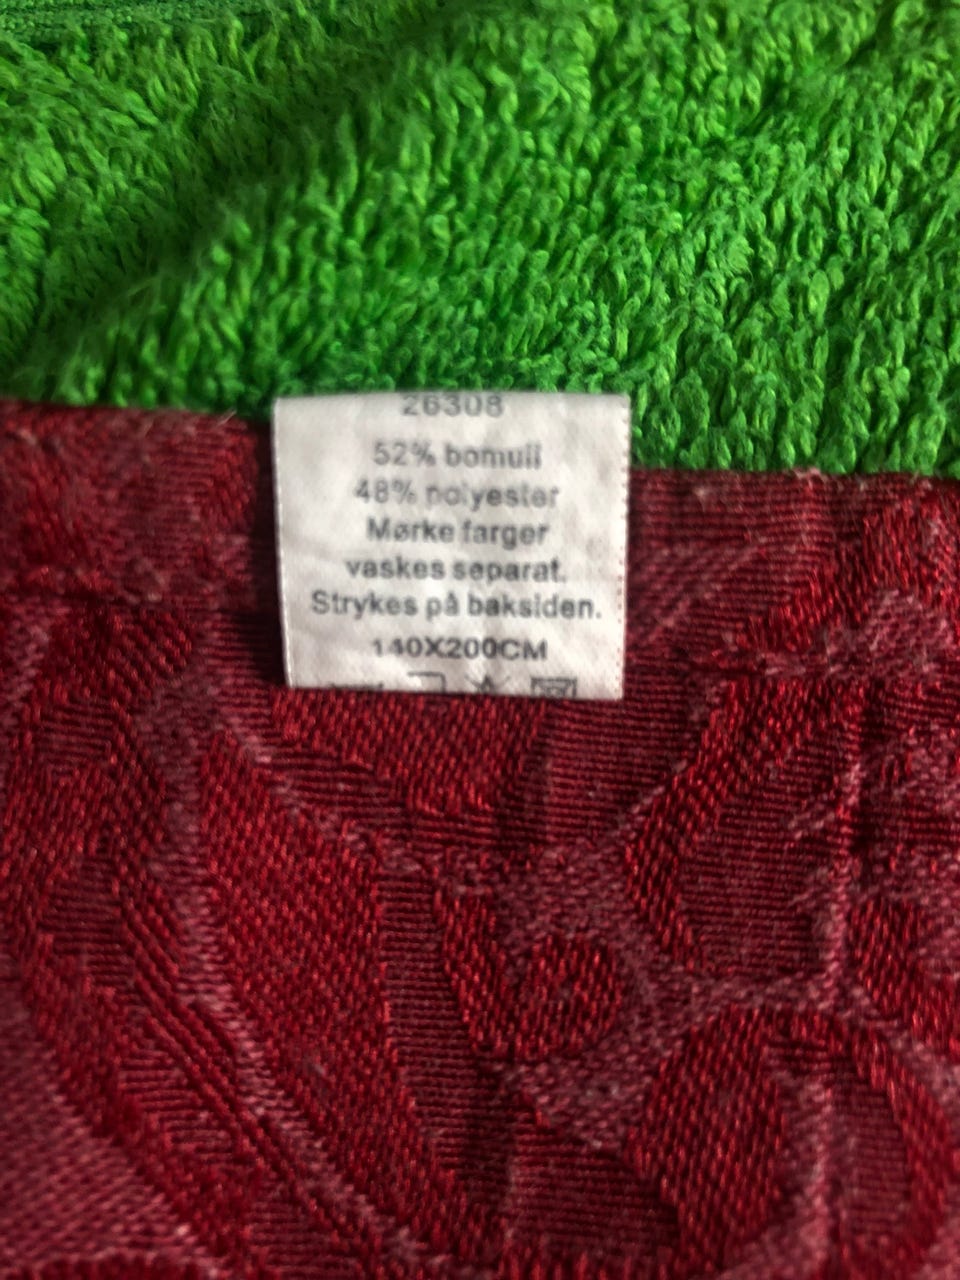 26308
52% bomull
48% polyester
Mørke farger
vaskes separat.
Strykes på baksiden.
140X200CM